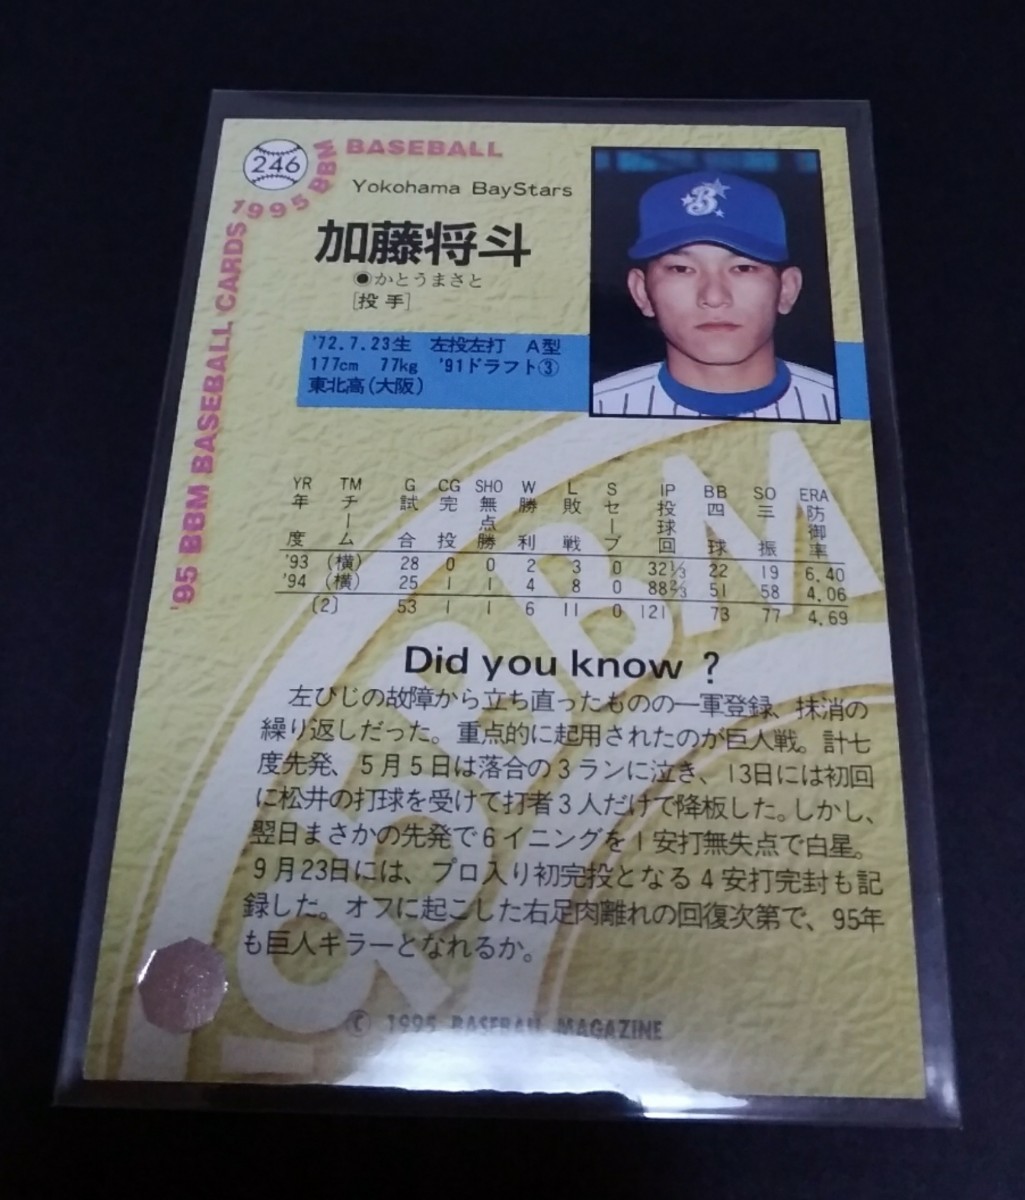 246
1995 BBM BASEBALL
'95 BBM BASEBALL CARDS
Yokohama BayStars
加藤将斗
●かとうまさと
[投手]
'72.7.23生 左投左打 A型
177cm 77kg '91ドラフト③
東北高(大阪)
B
YR TM G CG SHO W L S IP BB SO ERA
年度 チーム 試合 完投 無点勝 勝利 敗戦 セーブ 投球回 四球 三振 防御率
'93 (横) 28 0 0 2 3 0 32⅓ 22 19 6.40
'94 (横) 25 1 1 4 8 0 88⅔ 51 58 4.06
〔2〕 53 1 1 6 11 0 121 73 77 4.69
Did you know ?
左ひじの故障から立ち直ったものの一軍登録、抹消の
繰り返しだった。重点的に起用されたのが巨人戦。計七
度先発、5月5日は落合の3ランに泣き、13日には初回
に松井の打球を受けて打者3人だけで降板した。しかし、
翌日まさかの先発で6イニングを1安打無失点で白星。
9月23日には、プロ入り初完投となる4安打完封も記
録した。オフに起こした右足肉離れの回復次第で、95年
も巨人キラーとなれるか。
BBM
© 1995 BASEBALL MAGAZINE